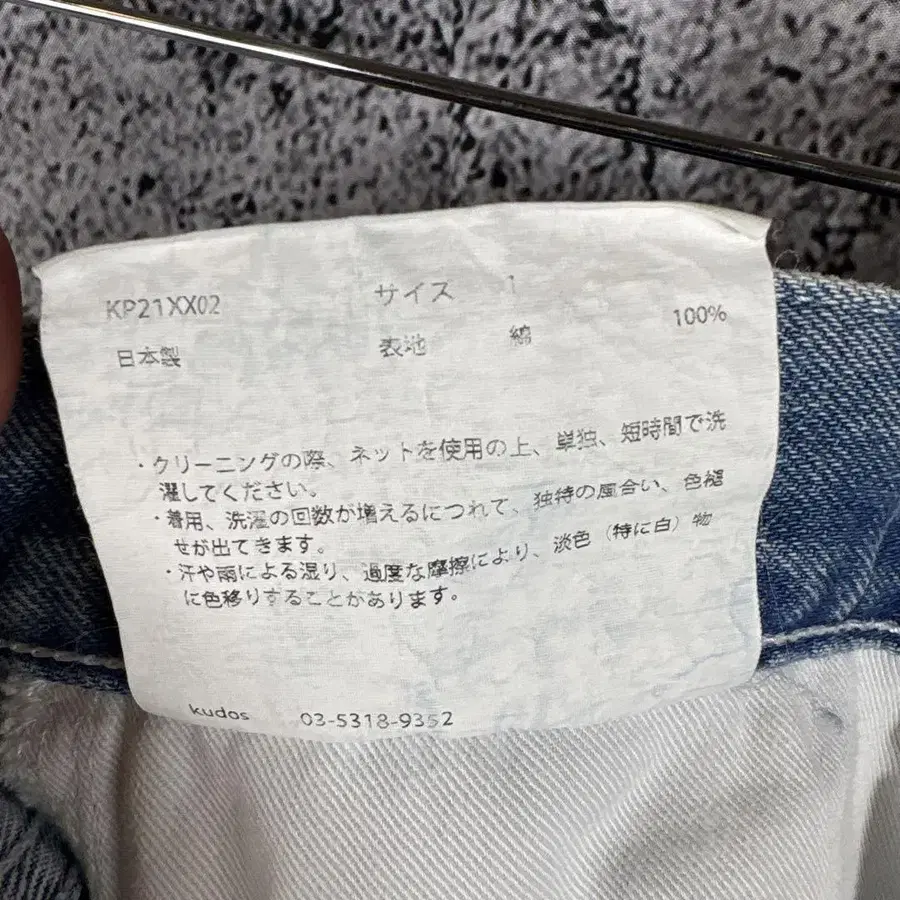 KP21XX02 サイズ 1
日本製 表地 綿 100%
・クリーニングの際、ネットを使用の上、単独、短時間で洗
濯してください。
・着用、洗濯の回数が増えるにつれて、独特の風合い、色褪
せが出てきます。
・汗や雨による湿り、過度な摩擦により、淡色（特に白）物
に色移りすることがあります。
kudos 03-5318-9352